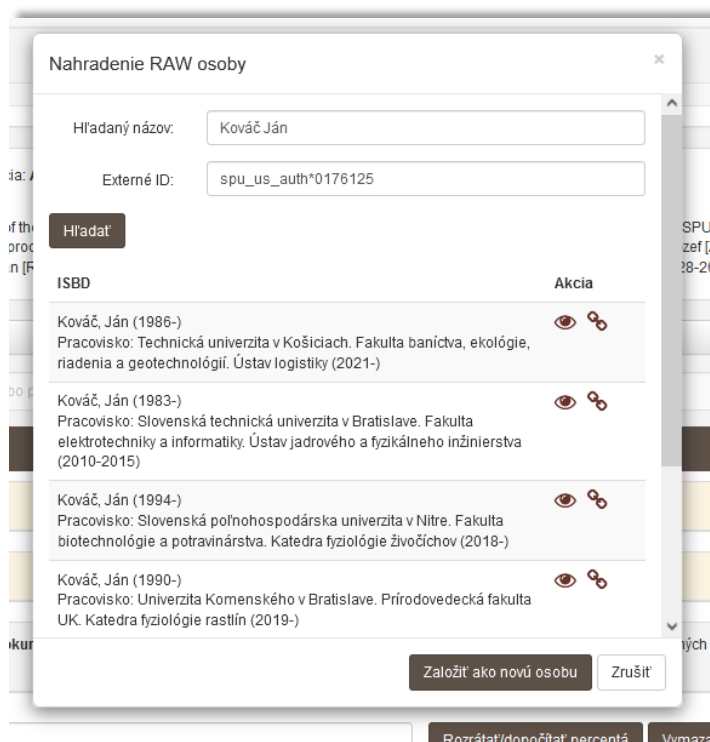 Nahradenie RAW osoby
×
Hľadaný názov:
Kováč Ján
Externé ID:
spu_us_auth*0176125
Hľadať
ISBD
Akcia
Kováč, Ján (1986-)
Pracovisko: Technická univerzita v Košiciach. Fakulta baníctva, ekológie,
riadenia a geotechnológií. Ústav logistiky (2021-)
Kováč, Ján (1983-)
Pracovisko: Slovenská technická univerzita v Bratislave. Fakulta
elektrotechniky a informatiky. Ústav jadrového a fyzikálneho inžinierstva
(2010-2015)
Kováč, Ján (1994-)
Pracovisko: Slovenská poľnohospodárska univerzita v Nitre. Fakulta
biotechnológie a potravinárstva. Katedra fyziológie živočíchov (2018-)
Kováč, Ján (1990-)
Pracovisko: Univerzita Komenského v Bratislave. Prírodovedecká fakulta
UK. Katedra fyziológie rastlín (2019-)
Založiť ako novú osobu
Zrušiť
Rozrátať/dopočítať percentá